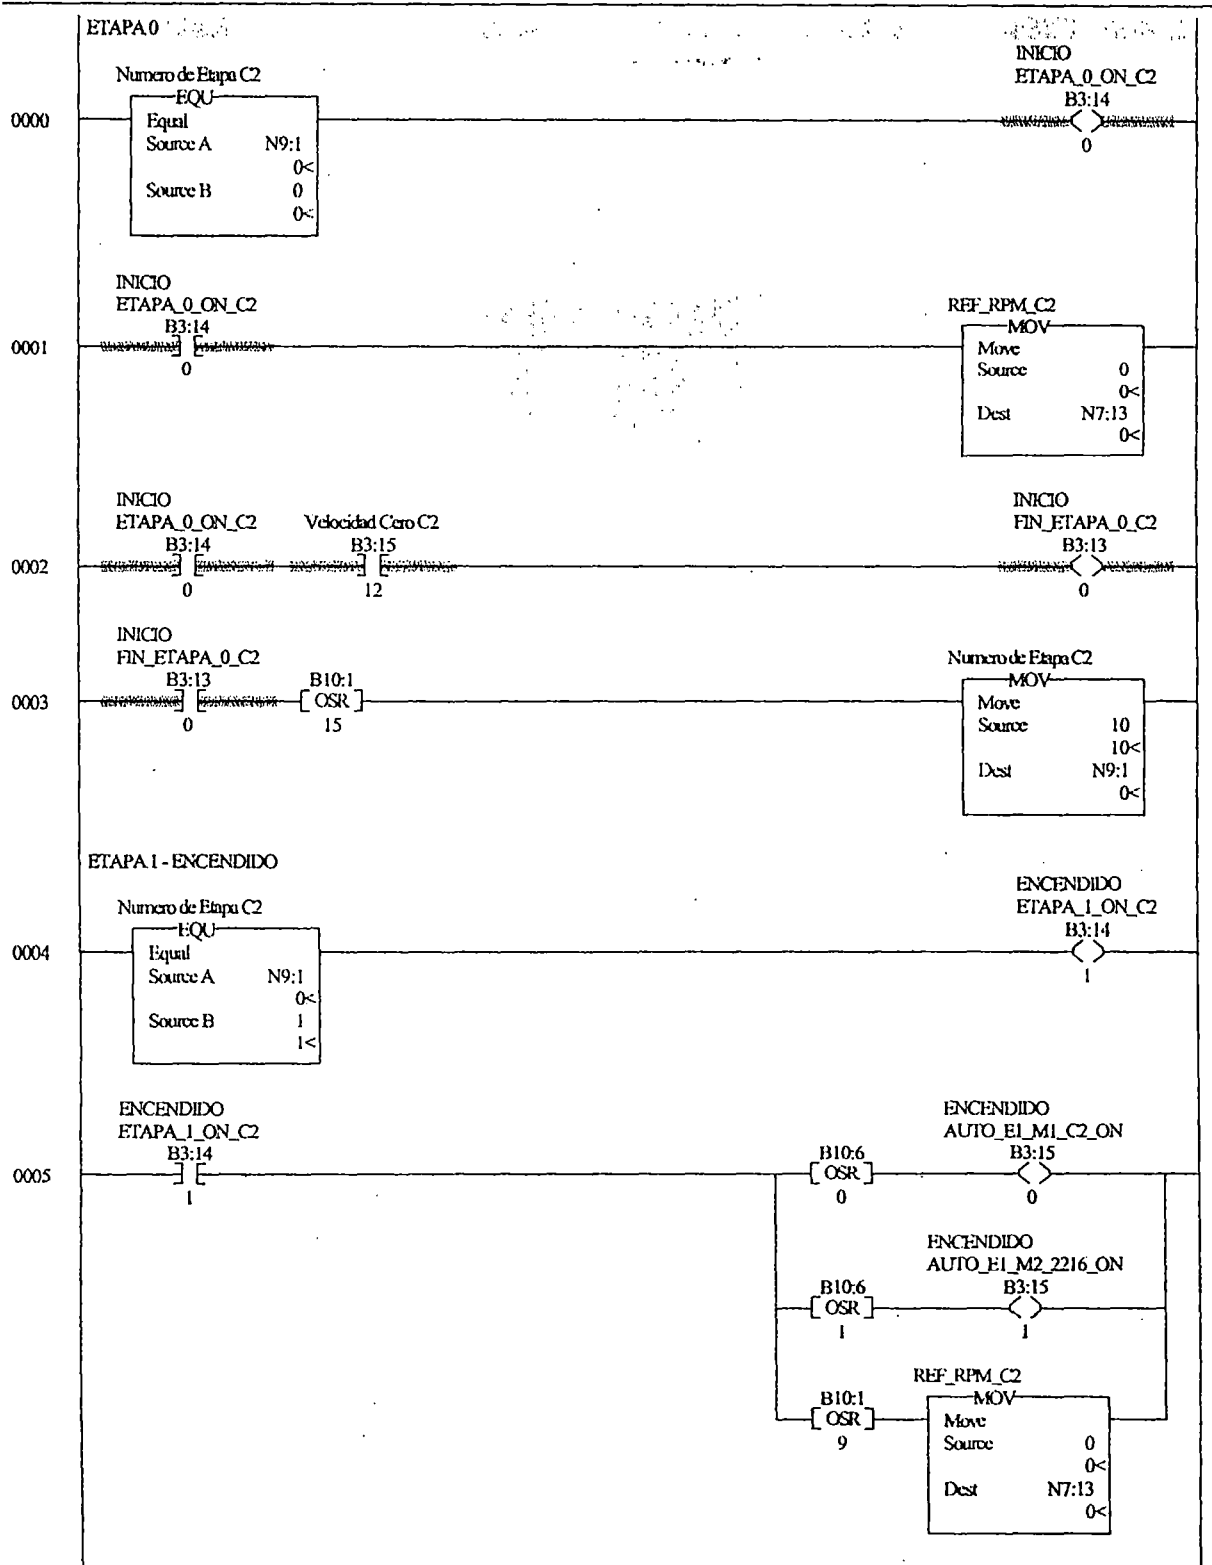 ETAPA 0
INICIO
ETAPA_0_ON_C2
Numero de Etapa C2
B3:14
EQU
0000
Equal
Source A N9:1
0<
Source B 0
0<
0
INICIO
ETAPA_0_ON_C2
REF_RPM_C2
B3:14
MOV
0001
Move
Source 0
0<
Dest N7:13
0<
0
INICIO
ETAPA_0_ON_C2 Velocidad Cero C2
INICIO
FIN_ETAPA_0_C2
B3:14 B3:15 B3:13
0002
0 12 0
INICIO
FIN_ETAPA_0_C2
Numero de Etapa C2
B3:13 B10:1
MOV
0003
OSR
0 15
Move
Source 10
10<
Dest N9:1
0<
ETAPA 1 - ENCENDIDO
ENCENDIDO
ETAPA_1_ON_C2
Numero de Etapa C2
B3:14
EQU
0004
Equal
Source A N9:1
0<
Source B 1
1<
1
ENCENDIDO
ETAPA_1_ON_C2
ENCENDIDO
AUTO_E1_M1_C2_ON
B3:14 B10:6 B3:15
0005
OSR
1 0 0
ENCENDIDO
AUTO_E1_M2_2216_ON
B10:6 B3:15
OSR
1 1
REF_RPM_C2
B10:1
MOV
OSR
9
Move
Source 0
0<
Dest N7:13
0<